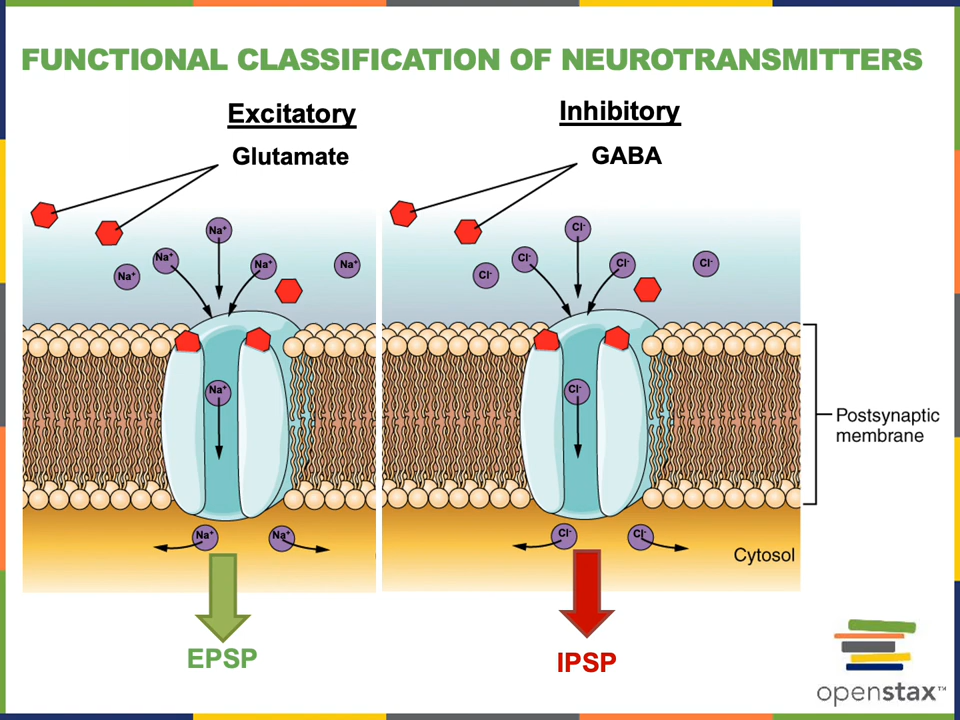 FUNCTIONAL CLASSIFICATION OF NEUROTRANSMITTERS
Excitatory
Inhibitory
Glutamate
GABA
Na⁺
Na⁺
Na⁺
Na⁺
Na⁺
Cl⁻
Cl⁻
Cl⁻
Cl⁻
Cl⁻
Na⁺
Cl⁻
Postsynaptic
membrane
Na⁺
Na⁺
Cl⁻
Cl⁻
Cytosol
EPSP
IPSP
openstax™